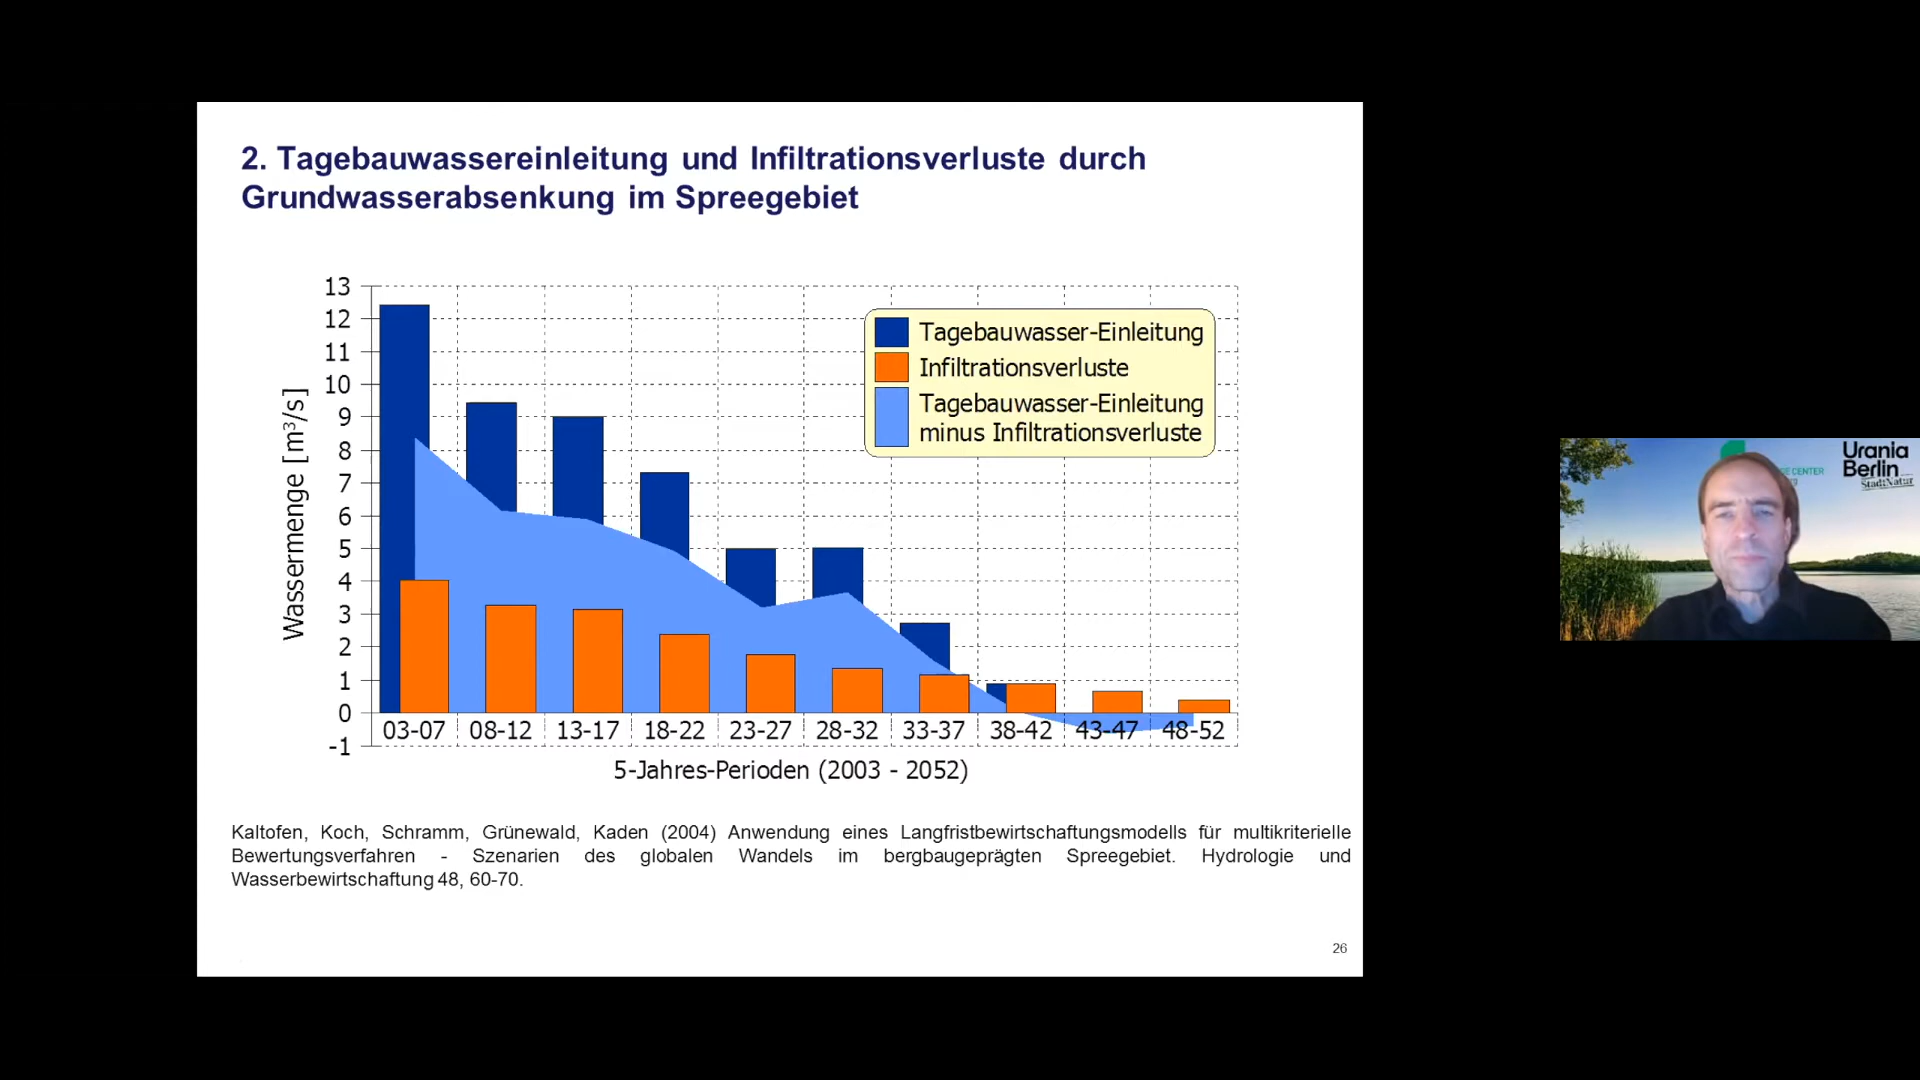 2. Tagebauwassereinleitung und Infiltrationsverluste durch
Grundwasserabsenkung im Spreegebiet
13
12
11
10
9
8
7
6
5
4
3
2
1
0
-1
Wassermenge [m³/s]
Tagebauwasser-Einleitung
Infiltrationsverluste
Tagebauwasser-Einleitung
minus Infiltrationsverluste
03-07 08-12 13-17 18-22 23-27 28-32 33-37 38-42 43-47 48-52
5-Jahres-Perioden (2003 - 2052)
Kaltofen, Koch, Schramm, Grünewald, Kaden (2004) Anwendung eines Langfristbewirtschaftungsmodells für multikriterielle
Bewertungsverfahren - Szenarien des globalen Wandels im bergbaugeprägten Spreegebiet. Hydrologie und
Wasserbewirtschaftung 48, 60-70.
26
CENTER
Urania
Berlin
StadtNatur